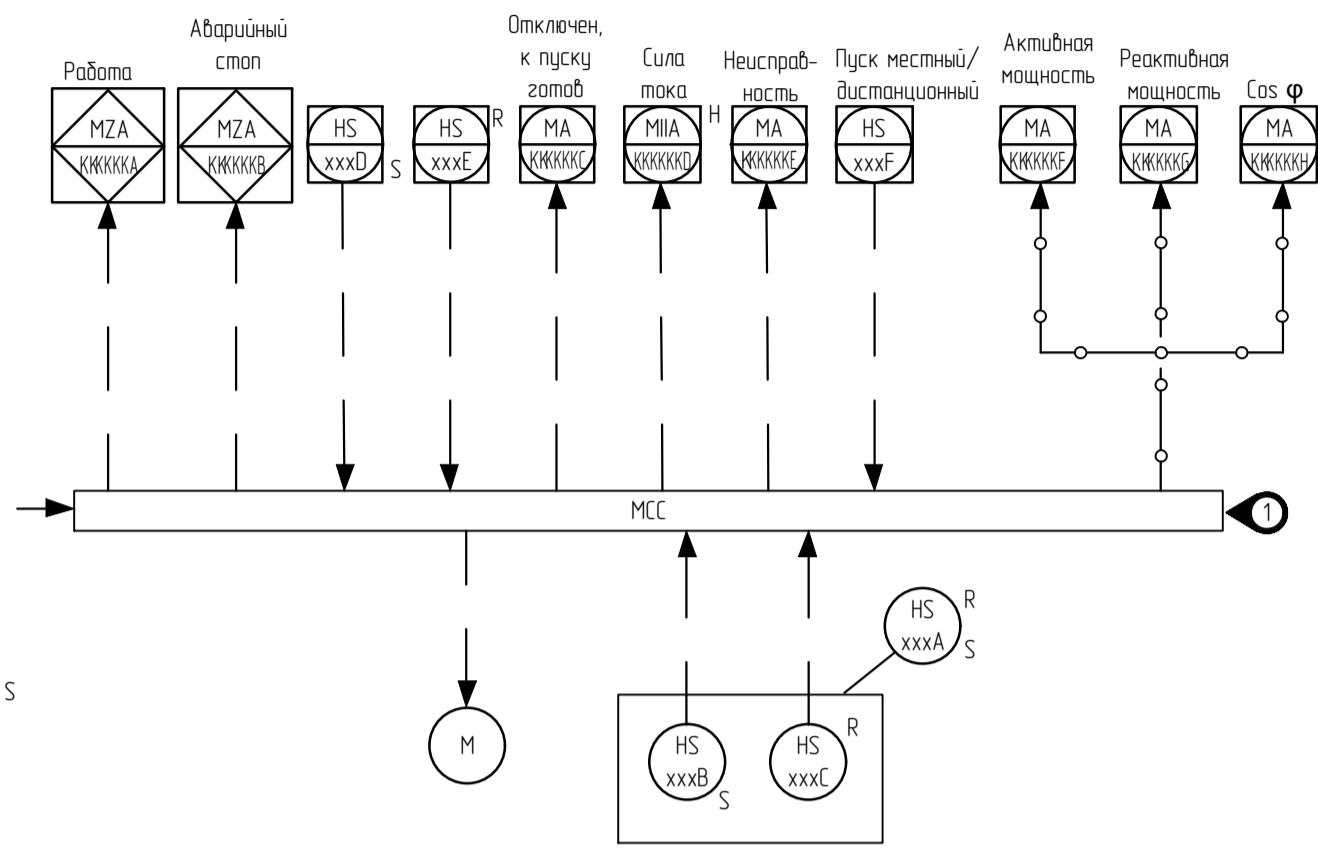 Работа
Аварийный
стоп
Отключен,
к пуску
готов
Сила
тока
Неисправ-
ность
Пуск местный/
дистанционный
Активная
мощность
Реактивная
мощность
Cos φ
MZA
KKKKKKA
MZA
KKKKKKB
HS
xxxD
S
HS
xxxE
R
MA
KKKKKKC
MIIA
KKKKKKD
H
MA
KKKKKKE
HS
xxxF
MA
KKKKKKF
MA
KKKKKKG
MA
KKKKKKH
MCC
1
HS
xxxA
R
S
S
M
HS
xxxB
S
HS
xxxC
R